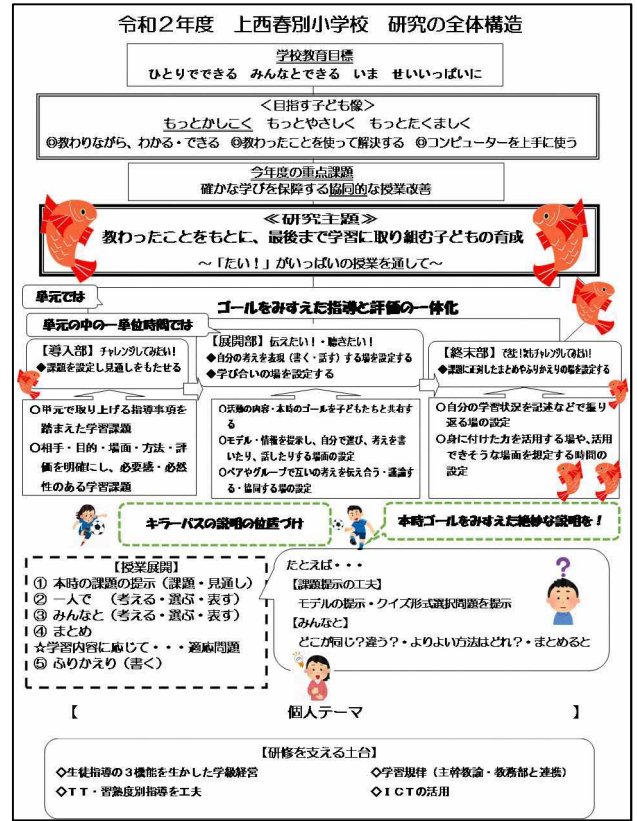 令和２年度　上西春別小学校　研究の全体構造
学校教育目標
ひとりでできる　みんなとできる　いま　せいいっぱいに
＜目指す子ども像＞
もっとかしこく　もっとやさしく　もっとたくましく
◎教わりながら、わかる・できる　◎教わったことを使って解決する　◎コンピューターを上手に使う
今年度の重点課題
確かな学びを保障する協同的な授業改善
≪研究主題≫
教わったことをもとに、最後まで学習に取り組む子どもの育成
～「たい！」がいっぱいの授業を通して～
単元では
ゴールをみすえた指導と評価の一体化
単元の中の一単位時間では
【導入部】チャレンジしてみたい！
◆課題を設定し見通しをもたせる
【展開部】伝えたい！・聴きたい！
◆自分の考えを表現（書く・話す）する場を設定する
◆学び合いの場を設定する
【終末部】できた！次もチャレンジしてみたい！
◆課題に正対したまとめやふりかえりの場を設定する
〇単元で取り上げる指導事項を
踏まえた学習課題
〇相手・目的・場面・方法・評
価を明確にし、必要感・必然
性のある学習課題
〇活動の内容・本時のゴールを子どもたちと共有す
る
〇モデル・情報を提示し、自分で選び、考えを書
いたり、話したりする場面の設定
〇ペアやグループで互いの考えを伝え合う・議論す
る・協同する場の設定
〇自分の学習状況を記述などで振り
返る場の設定
〇身に付けた力を活用する場や、活用
できそうな場面を想定する時間の
設定
キラーパスの説明の位置づけ
本時ゴールをみすえた絶妙な説明を！
【授業展開】
① 本時の課題の提示（課題・見通し）
② 一人で　（考える・選ぶ・表す）
③ みんなと（考える・選ぶ・表す）
④ まとめ
☆学習内容に応じて・・・適応問題
⑤ ふりかえり（書く）
たとえば・・・
【課題提示の工夫】
モデルの提示・クイズ形式選択問題を提示
【みんなと】
どこが同じ？違う？・よりよい方法はどれ？・まとめると
【　個人テーマ　】
【研修を支える土台】
◇生徒指導の３機能を生かした学級経営
◇学習規律（主幹教諭・教務部と連携）
◇ＴＴ・習熟度別指導を工夫
◇ＩＣＴの活用